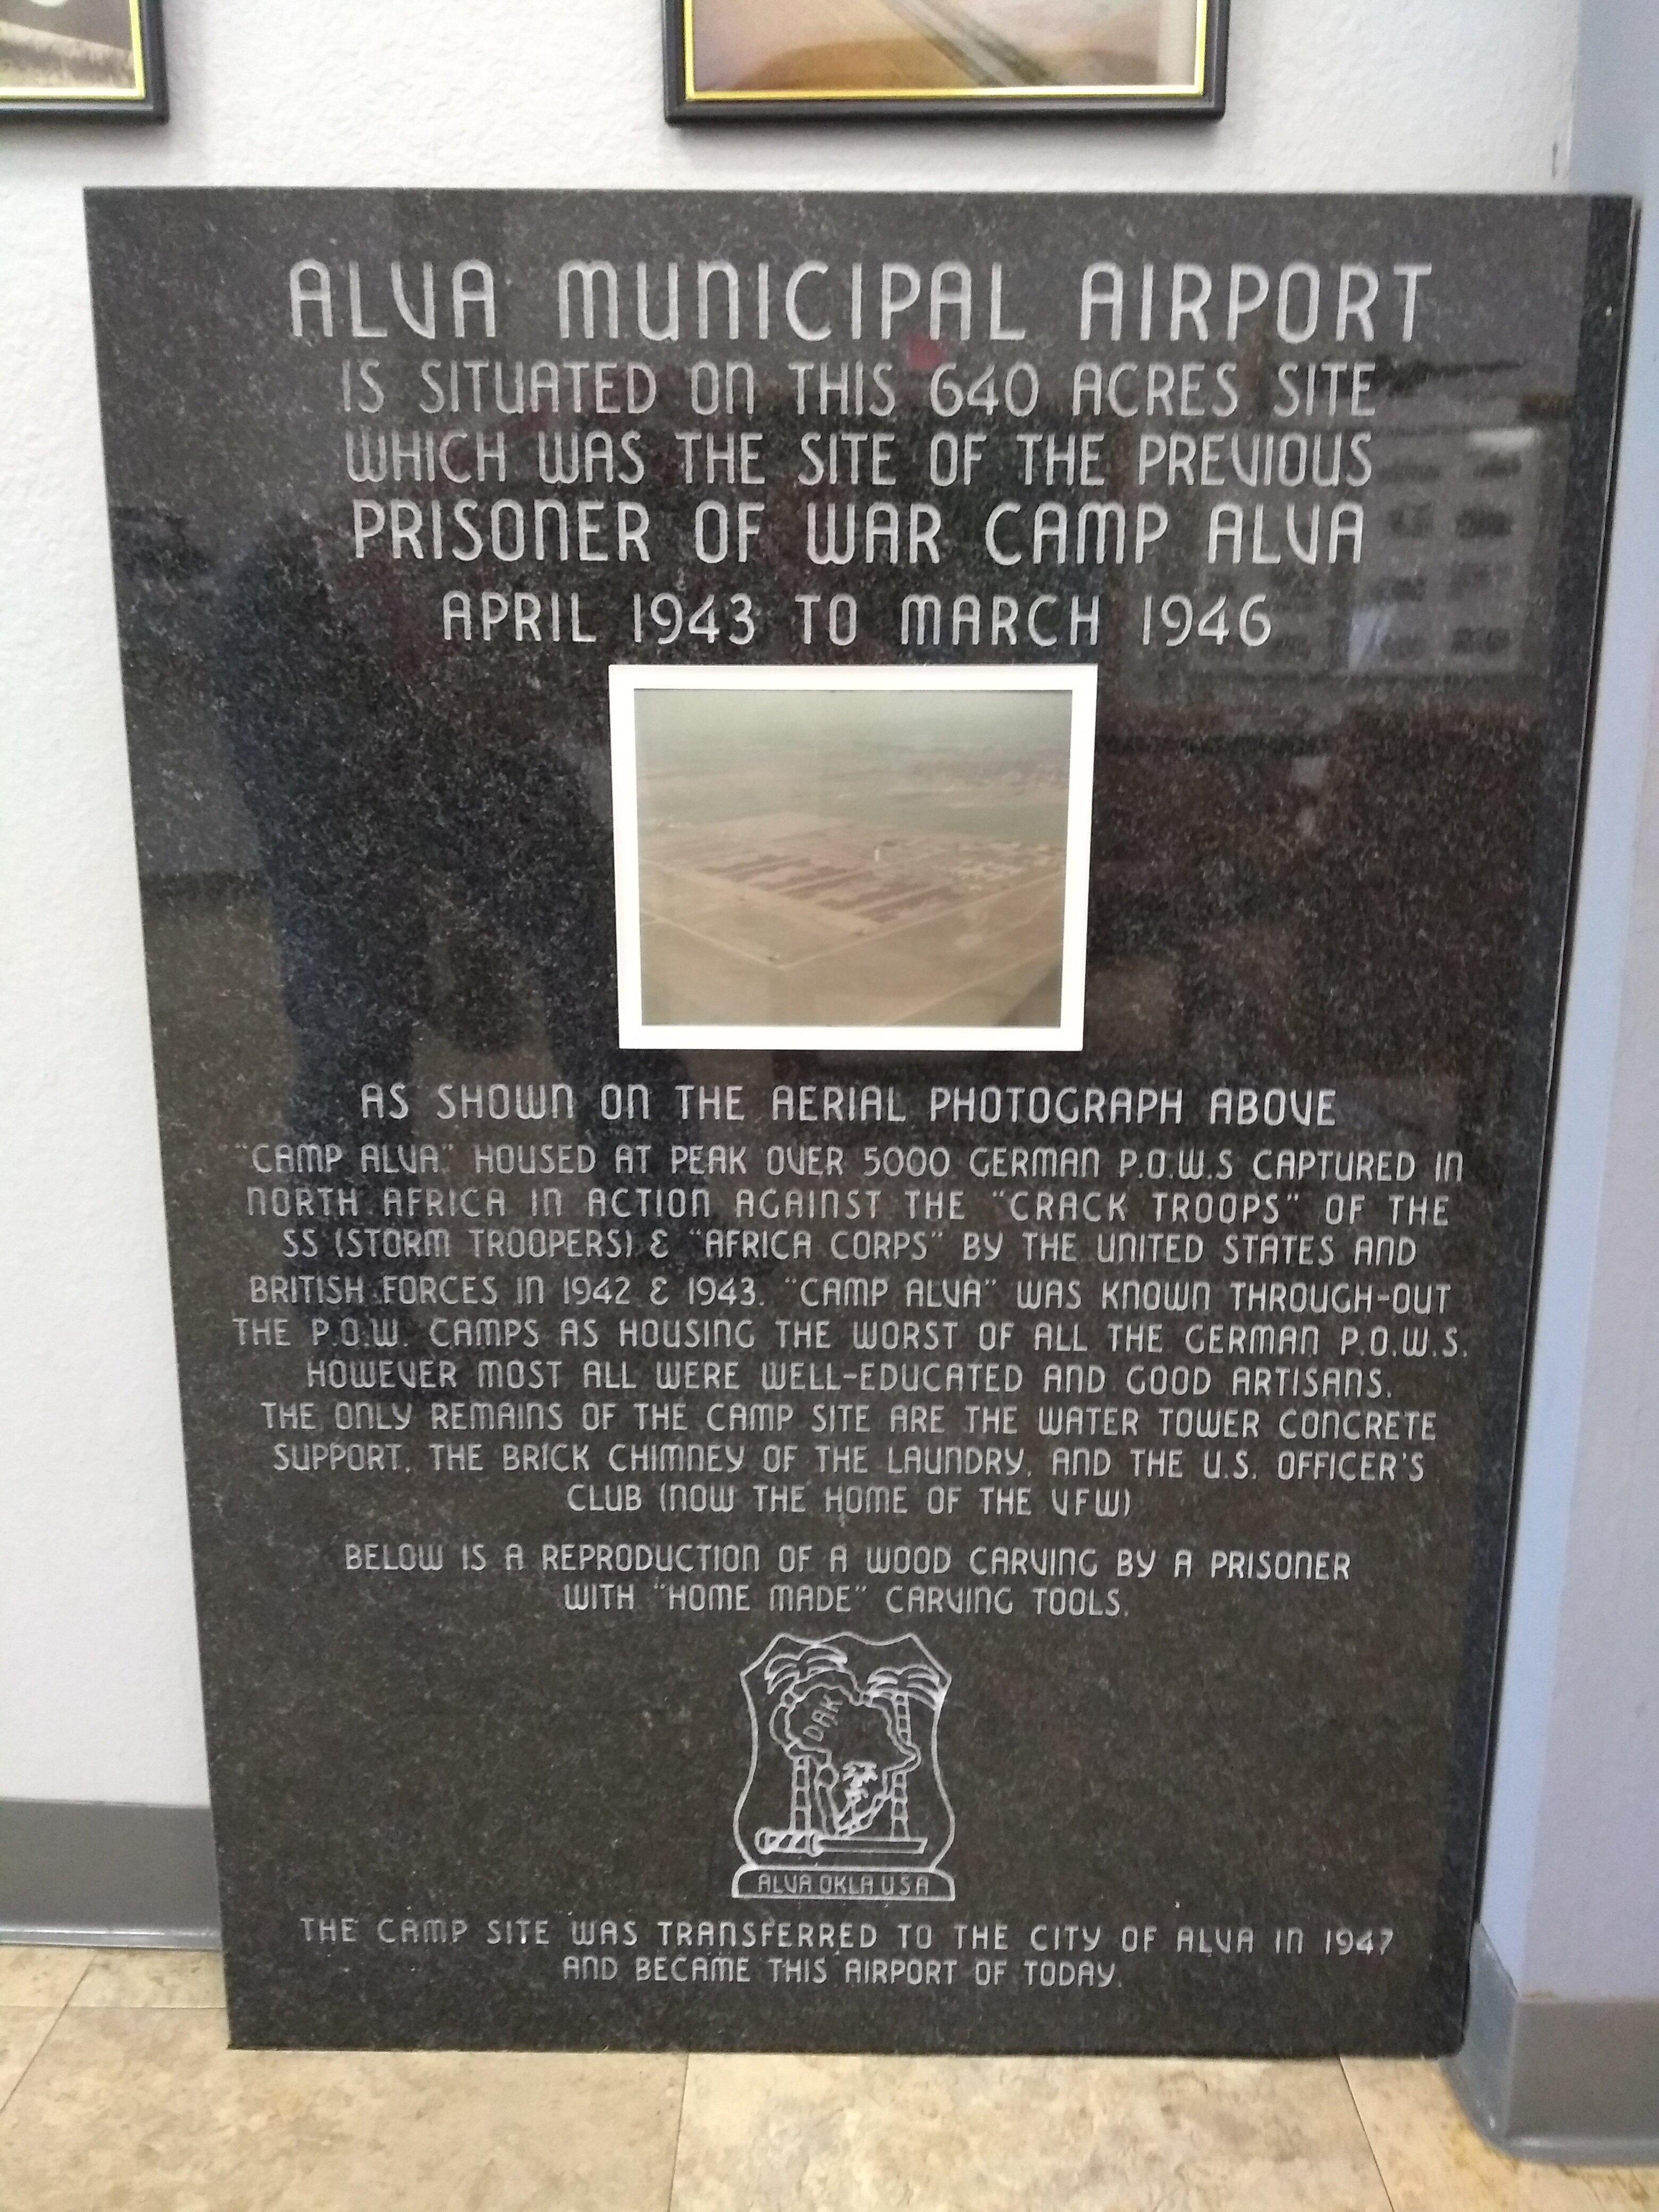 ALVA MUNICIPAL AIRPORT
IS SITUATED ON THIS 640 ACRES SITE
WHICH WAS THE SITE OF THE PREVIOUS
PRISONER OF WAR CAMP ALVA
APRIL 1943 TO MARCH 1946
AS SHOWN ON THE AERIAL PHOTOGRAPH ABOVE
"CAMP ALVA" HOUSED AT PEAK OVER 5000 GERMAN P.O.W.S CAPTURED IN
NORTH AFRICA IN ACTION AGAINST THE "CRACK TROOPS" OF THE
SS (STORM TROOPERS) & "AFRICA CORPS" BY THE UNITED STATES AND
BRITISH FORCES IN 1942 & 1943. "CAMP ALVA" WAS KNOWN THROUGH-OUT
THE P.O.W. CAMPS AS HOUSING THE WORST OF ALL THE GERMAN P.O.W.S.
HOWEVER MOST ALL WERE WELL-EDUCATED AND GOOD ARTISANS.
THE ONLY REMAINS OF THE CAMP SITE ARE THE WATER TOWER CONCRETE
SUPPORT, THE BRICK CHIMNEY OF THE LAUNDRY, AND THE U.S. OFFICER'S
CLUB (NOW THE HOME OF THE VFW)
BELOW IS A REPRODUCTION OF A WOOD CARVING BY A PRISONER
WITH "HOME MADE" CARVING TOOLS.
DAK
ALVA OKLA USA
THE CAMP SITE WAS TRANSFERRED TO THE CITY OF ALVA IN 1947
AND BECAME THIS AIRPORT OF TODAY.